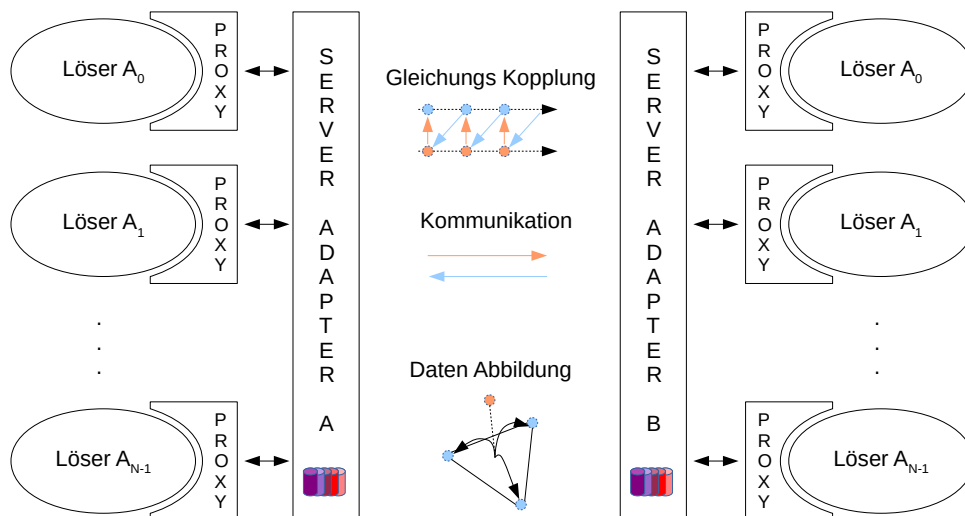 Löser A0
PROXY
SERVER ADAPTER A
Gleichungs Kopplung
SERVER ADAPTER B
PROXY
Löser A0
Löser A1
PROXY
Kommunikation
PROXY
Löser A1
. . .
. . .
Daten Abbildung
Löser AN-1
PROXY
PROXY
Löser AN-1